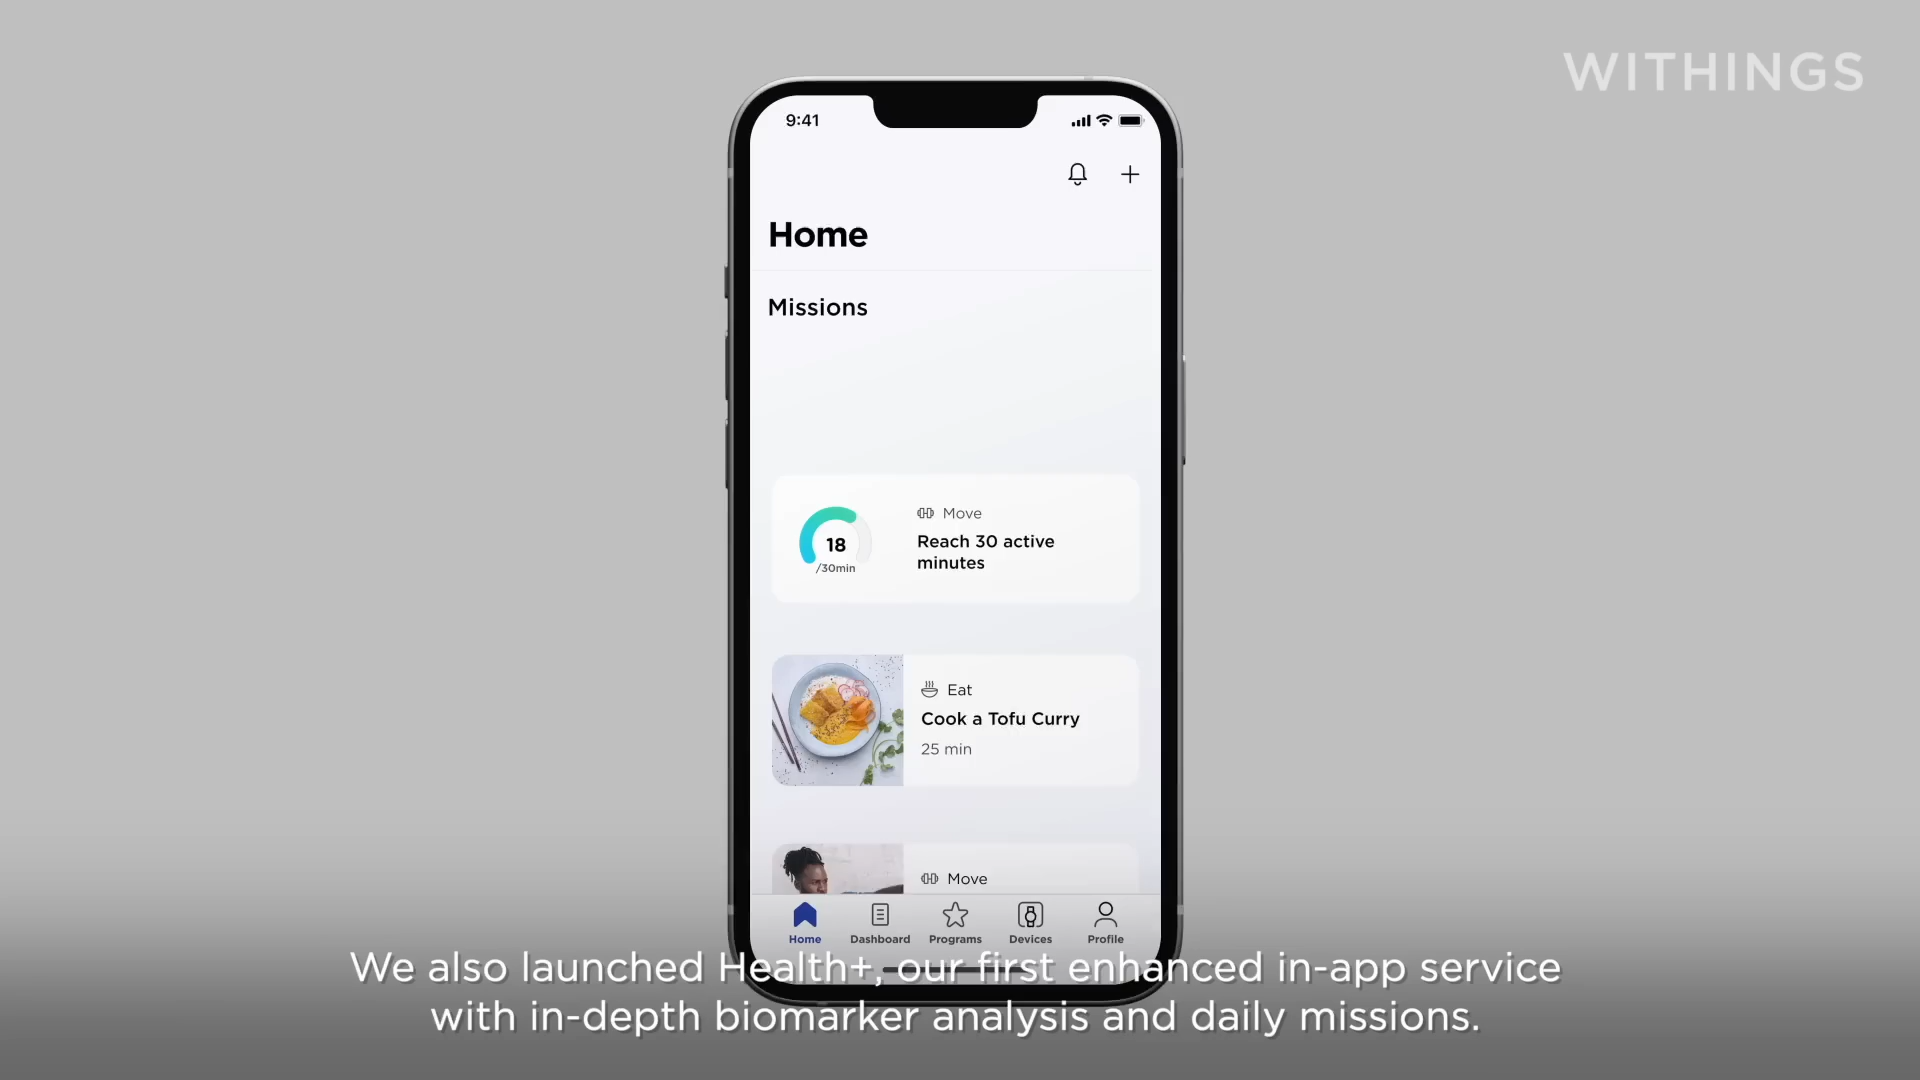 WITHINGS
9:41
Home
Missions
18
/30min
Move
Reach 30 active
minutes
Eat
Cook a Tofu Curry
25 min
Move
Home
Dashboard
Programs
Devices
Profile
We also launched Health+, our first enhanced in-app service
with in-depth biomarker analysis and daily missions.